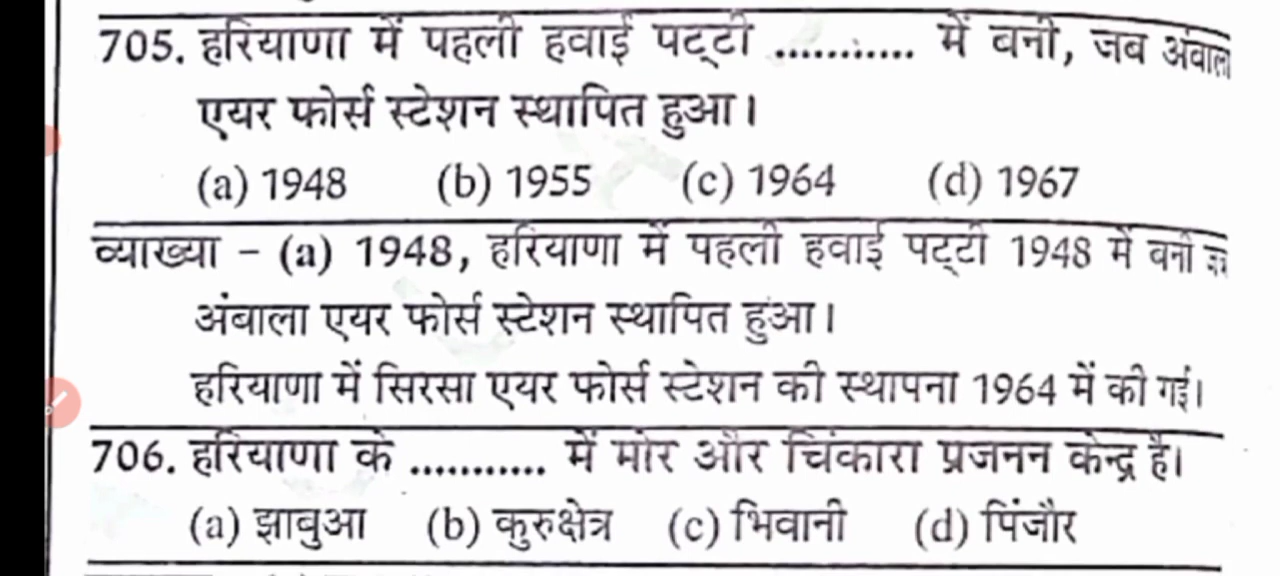 705. हरियाणा में पहली हवाई पट्टी ........... में बनी, जब अंबाला
एयर फोर्स स्टेशन स्थापित हुआ।
(a) 1948 (b) 1955 (c) 1964 (d) 1967
व्याख्या – (a) 1948, हरियाणा में पहली हवाई पट्टी 1948 में बनी
अंबाला एयर फोर्स स्टेशन स्थापित हुआ।
हरियाणा में सिरसा एयर फोर्स स्टेशन की स्थापना 1964 में की गई।
706. हरियाणा के ........... में मोर और चिंकारा प्रजनन केन्द्र है।
(a) झाबुआ (b) कुरुक्षेत्र (c) भिवानी (d) पिंजौर